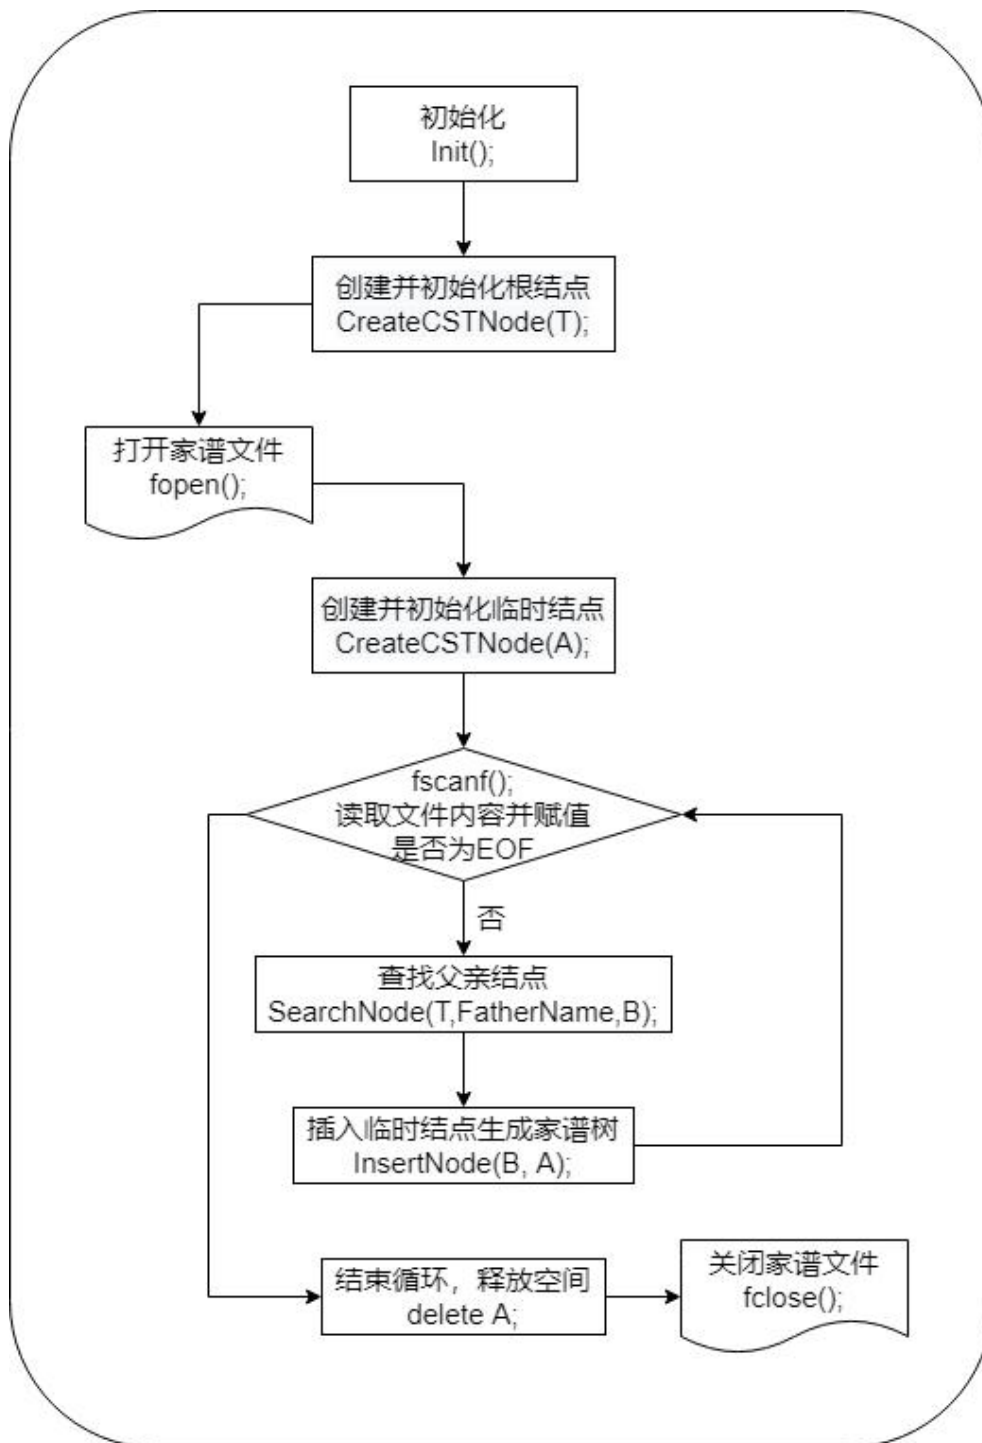 初始化
Init();
创建并初始化根结点
CreateCSTNode(T);
打开家谱文件
fopen();
创建并初始化临时结点
CreateCSTNode(A);
fscanf();
读取文件内容并赋值
是否为EOF
否
查找父亲结点
SearchNode(T,FatherName,B);
插入临时结点生成家谱树
InsertNode(B, A);
结束循环，释放空间
delete A;
关闭家谱文件
fclose();